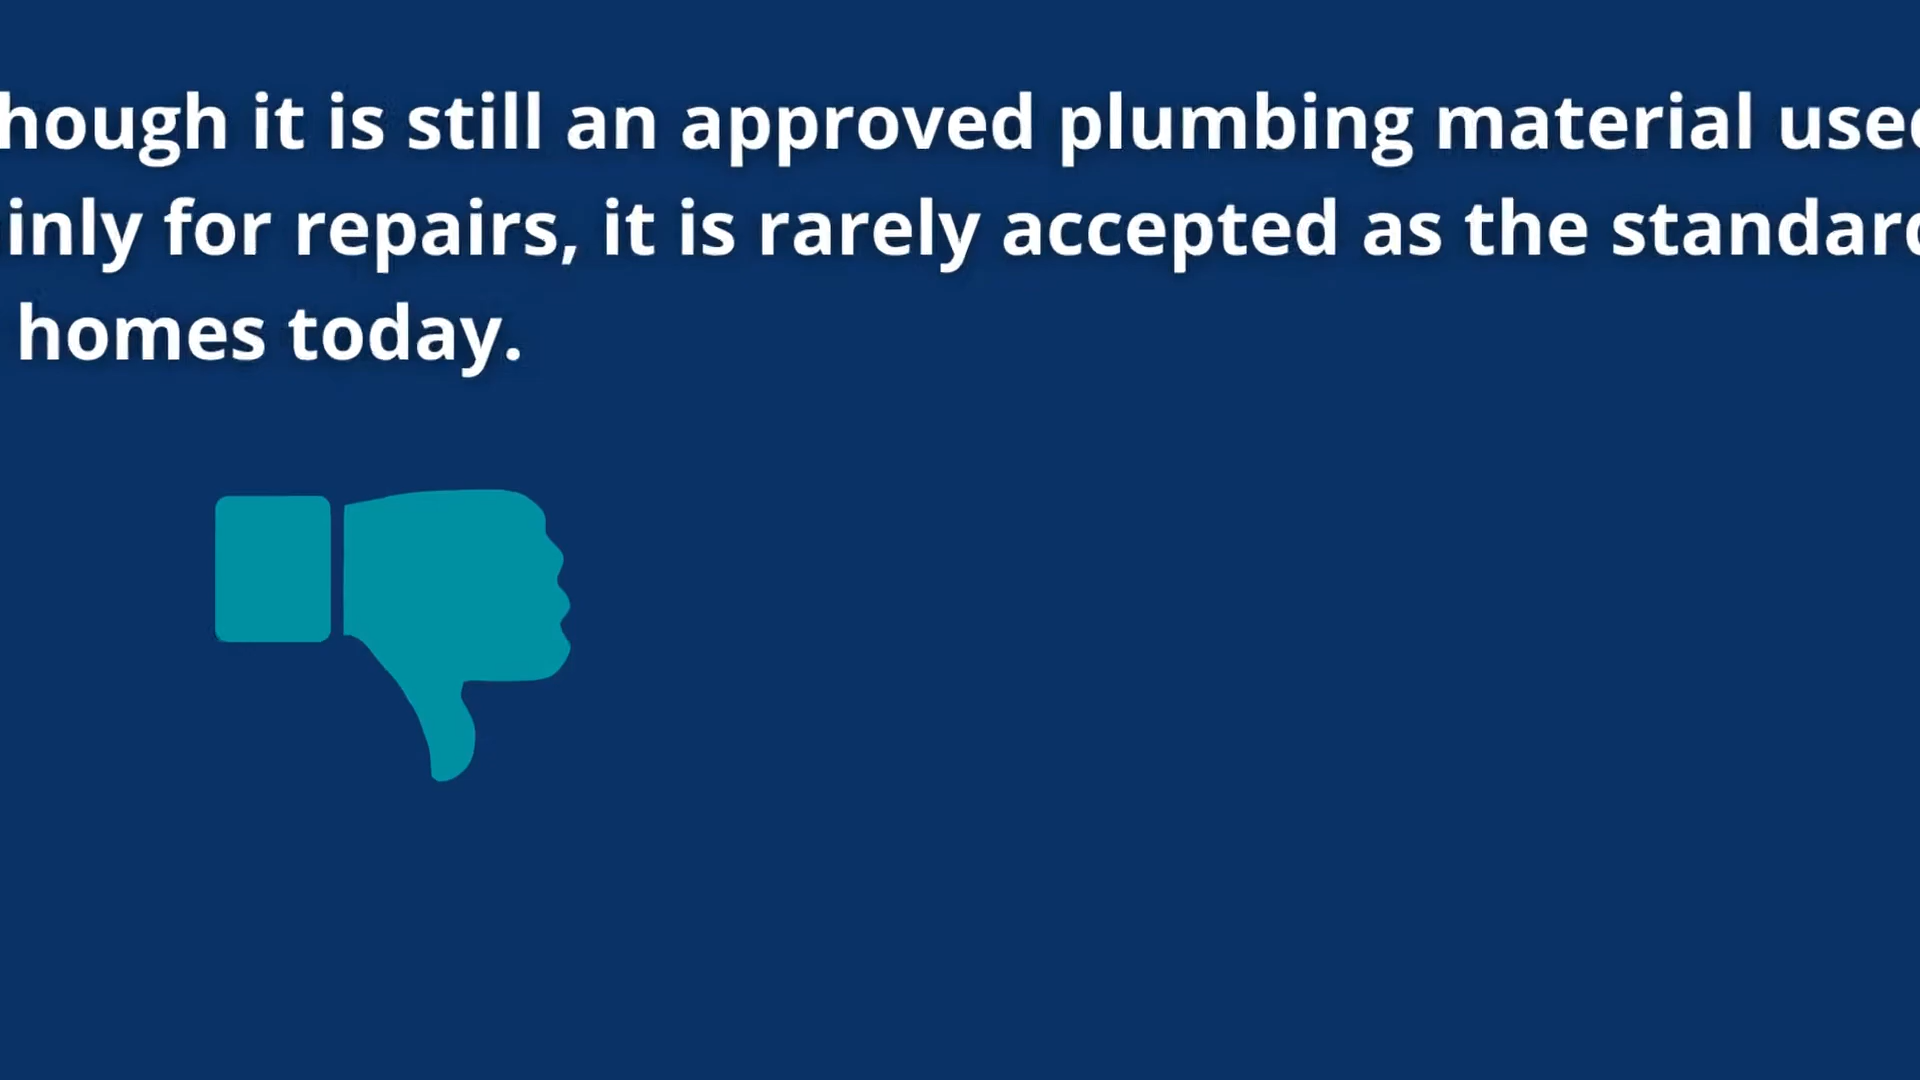 hough it is still an approved plumbing material used
inly for repairs, it is rarely accepted as the standard
homes today.